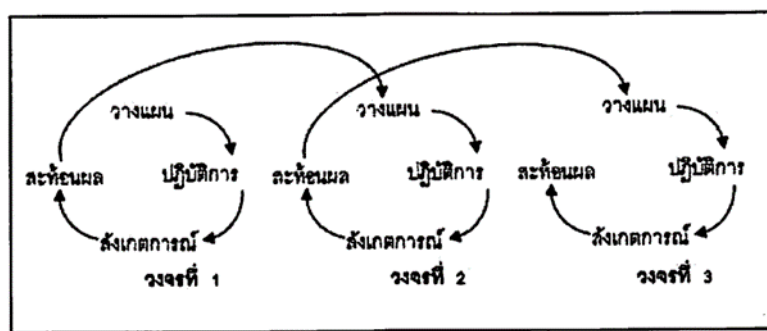 วางแผน วางแผน วางแผน
สะท้อนผล ปฏิบัติการ สะท้อนผล ปฏิบัติการ สะท้อนผล ปฏิบัติการ
สังเกตการณ์ สังเกตการณ์ สังเกตการณ์
วงจรที่ 1 วงจรที่ 2 วงจรที่ 3